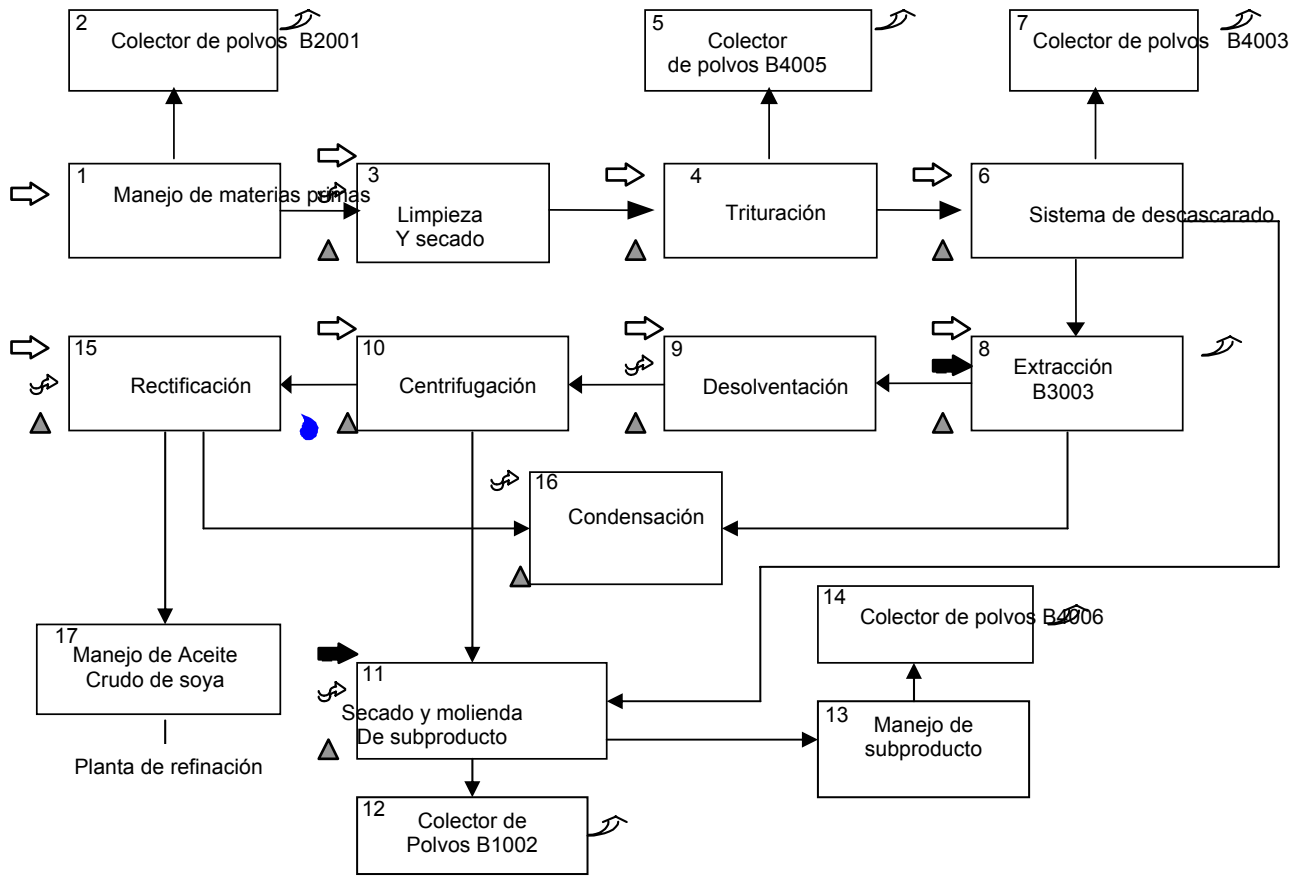 2
Colector de polvos B2001
5
Colector
de polvos B4005
7
Colector de polvos B4003
1
Manejo de materias primas
3
Limpieza
Y secado
4
Trituración
6
Sistema de descascarado
15
Rectificación
10
Centrifugación
9
Desolventación
8
Extracción
B3003
16
Condensación
14
Colector de polvos B4006
17
Manejo de Aceite
Crudo de soya
11
Secado y molienda
De subproducto
13
Manejo de
subproducto
Planta de refinación
12
Colector de
Polvos B1002